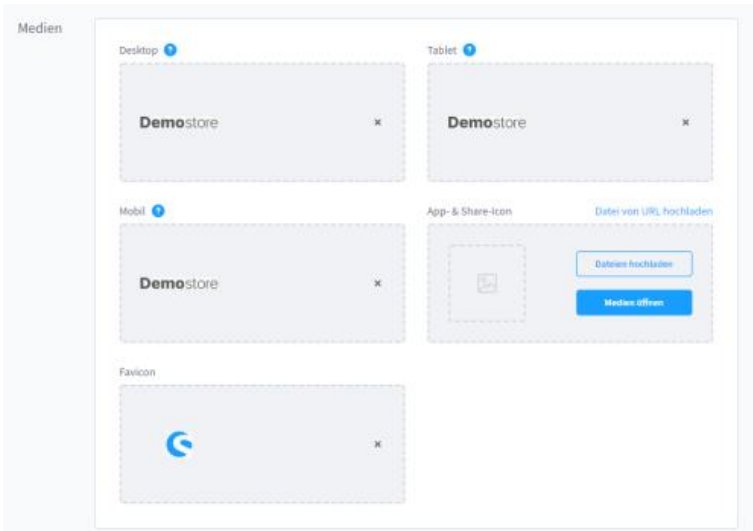 Medien
Desktop ?
Tablet ?
Demostore ×
Demostore ×
Mobil ?
App- & Share-Icon
Datei von URL hochladen
Demostore ×
Dateien hochladen
Medien öffnen
Favicon
×